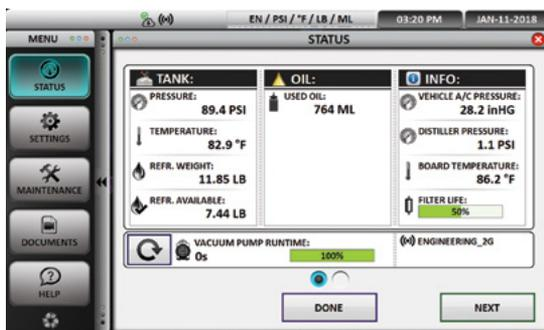 EN / PSI / °F / LB / ML 03:20 PM JAN-11-2018
MENU STATUS
STATUS
SETTINGS
MAINTENANCE
DOCUMENTS
HELP
TANK:
PRESSURE:
89.4 PSI
TEMPERATURE:
82.9 °F
REFR. WEIGHT:
11.85 LB
REFR. AVAILABLE:
7.44 LB
OIL:
USED OIL:
764 ML
INFO:
VEHICLE A/C PRESSURE:
28.2 inHG
DISTILLER PRESSURE:
1.1 PSI
BOARD TEMPERATURE:
86.2 °F
FILTER LIFE:
50%
VACUUM PUMP RUNTIME:
0s 100%
ENGINEERING_2G
DONE NEXT